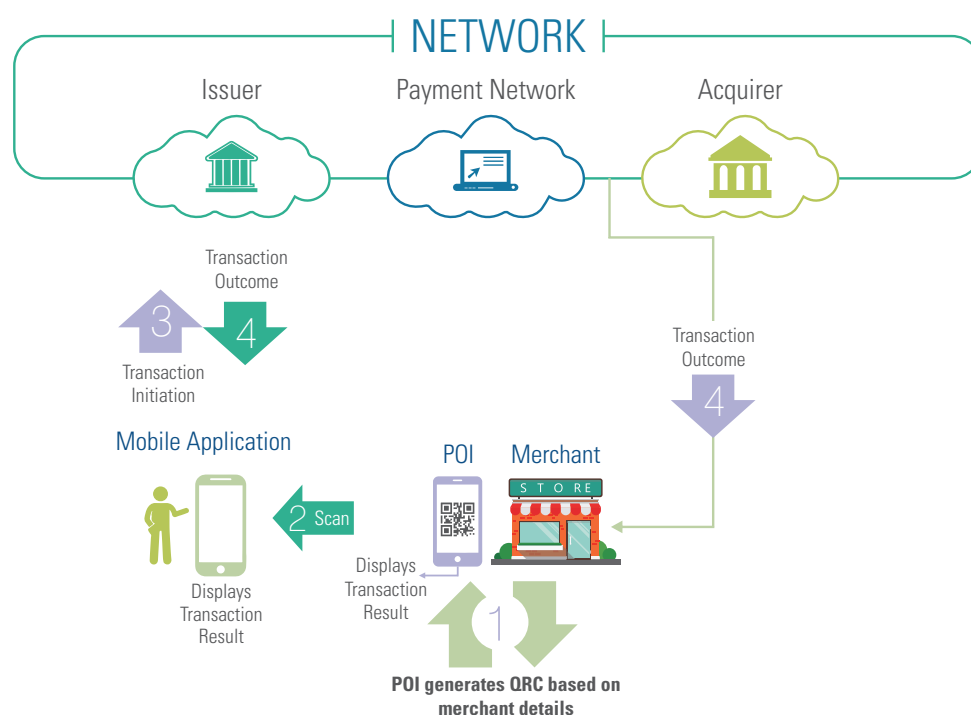 NETWORK
Issuer
Payment Network
Acquirer
Transaction
Outcome
3
4
Transaction
Initiation
Transaction
Outcome
4
Mobile Application
POI
Merchant
STORE
2 Scan
Displays
Transaction
Result
Displays
Transaction
Result
1
POI generates QRC based on
merchant details